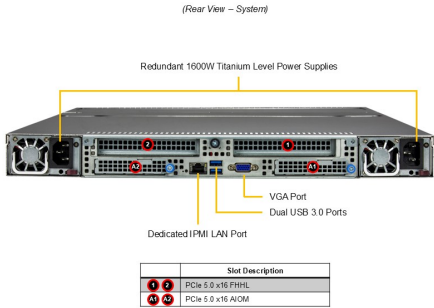 (Rear View – System)
Redundant 1600W Titanium Level Power Supplies
2
1
A2
A1
VGA Port
Dual USB 3.0 Ports
Dedicated IPMI LAN Port
Slot Description
1 2 PCIe 5.0 x16 FHHL
A1 A2 PCIe 5.0 x16 AIOM